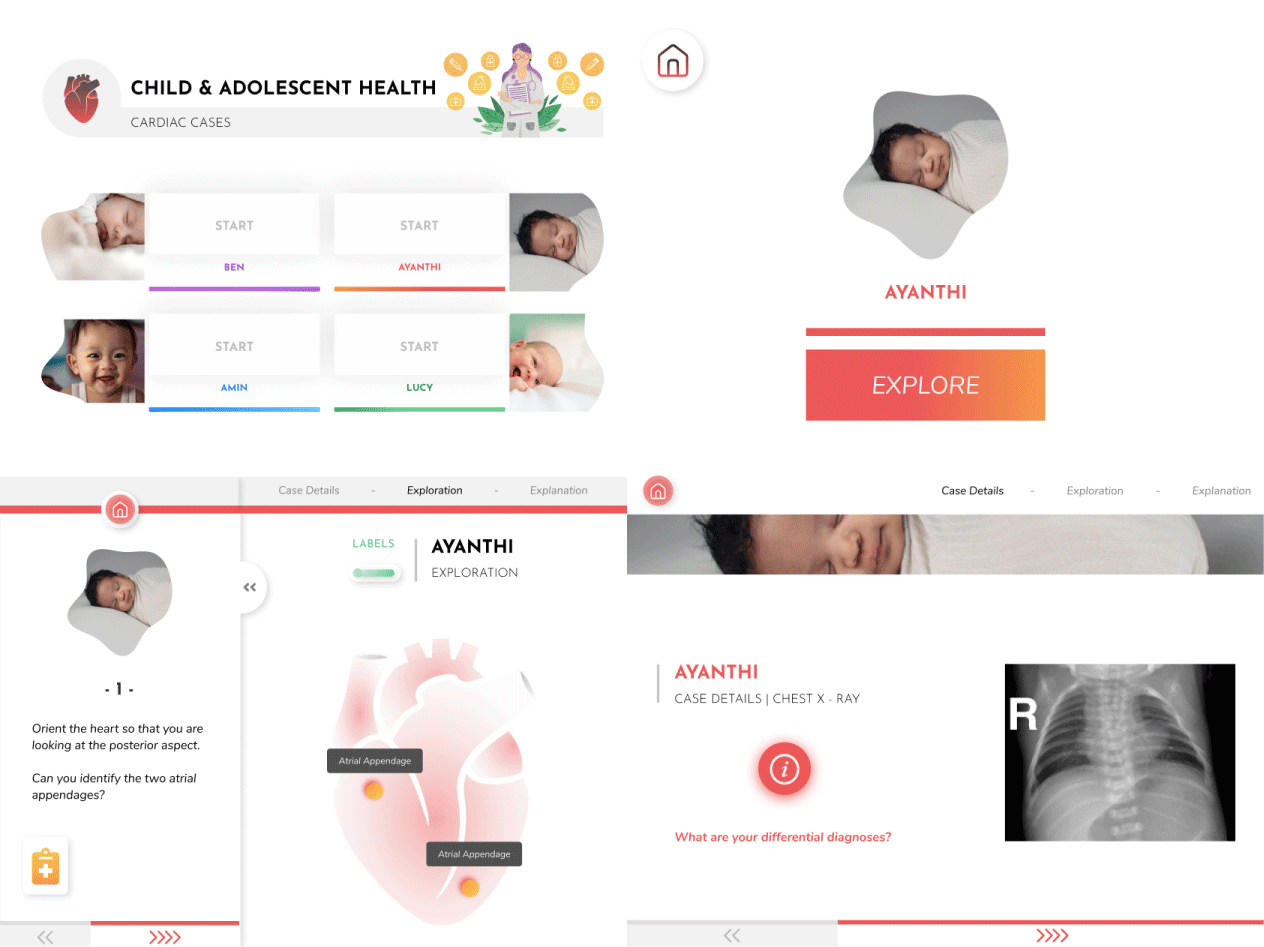 CHILD & ADOLESCENT HEALTH
CARDIAC CASES
START
START
BEN
AYANTHI
START
START
AMIN
LUCY
AYANTHI
EXPLORE
Case Details - Exploration - Explanation
LABELS
AYANTHI
EXPLORATION
- 1 -
Orient the heart so that you are
looking at the posterior aspect.
Can you identify the two atrial
appendages?
Atrial Appendage
Atrial Appendage
Case Details - Exploration - Explanation
AYANTHI
CASE DETAILS | CHEST X - RAY
i
What are your differential diagnoses?
R